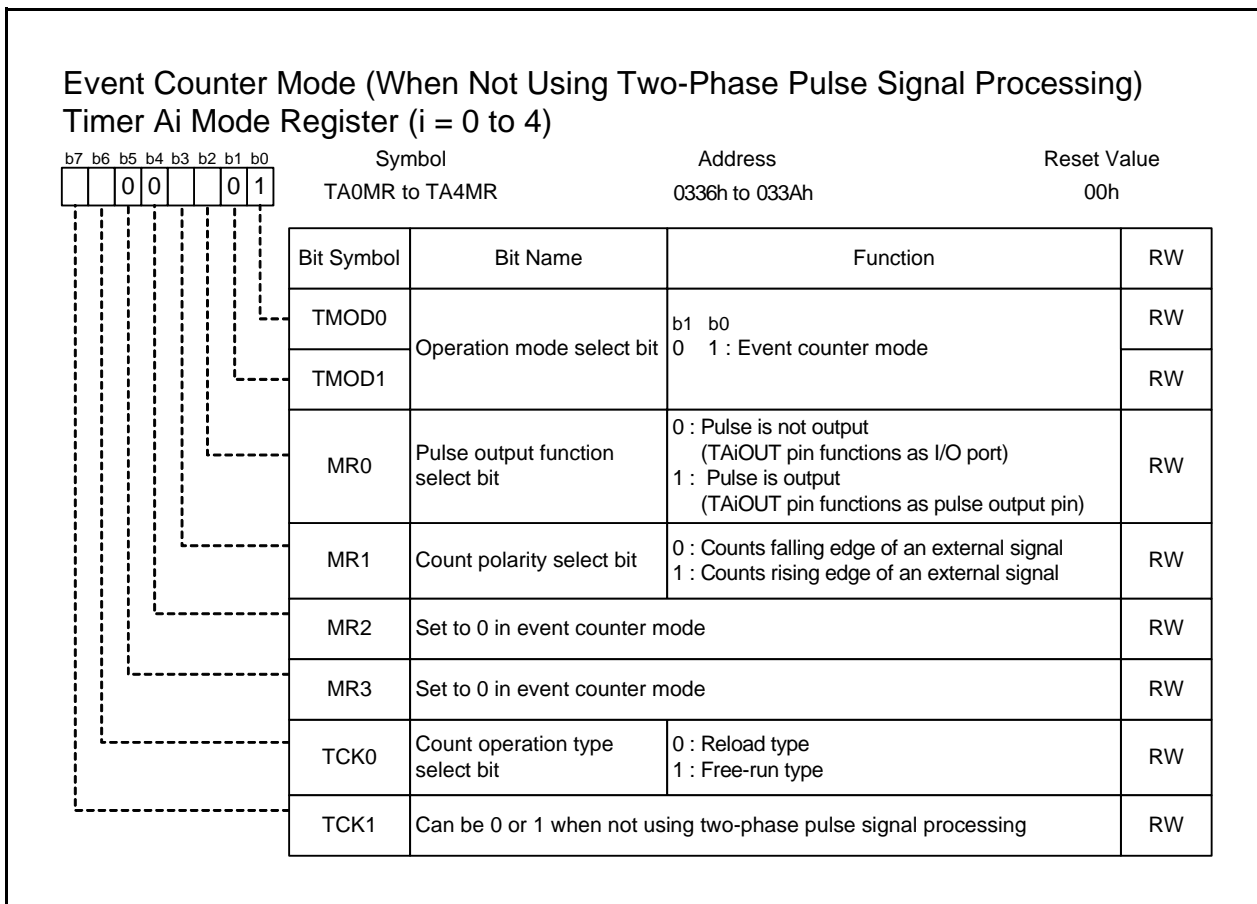 Event Counter Mode (When Not Using Two-Phase Pulse Signal Processing)
Timer Ai Mode Register (i = 0 to 4)
b7 b6 b5 b4 b3 b2 b1 b0
Symbol Address Reset Value
0 0 0 1
TA0MR to TA4MR 0336h to 033Ah 00h
Bit Symbol Bit Name Function RW
TMOD0 RW
Operation mode select bit
b1 b0
0 1 : Event counter mode
TMOD1 RW
MR0
Pulse output function
select bit
0 : Pulse is not output
(TAiOUT pin functions as I/O port)
1 : Pulse is output
(TAiOUT pin functions as pulse output pin)
RW
MR1 Count polarity select bit
0 : Counts falling edge of an external signal
1 : Counts rising edge of an external signal
RW
MR2 Set to 0 in event counter mode RW
MR3 Set to 0 in event counter mode RW
TCK0
Count operation type
select bit
0 : Reload type
1 : Free-run type
RW
TCK1 Can be 0 or 1 when not using two-phase pulse signal processing RW